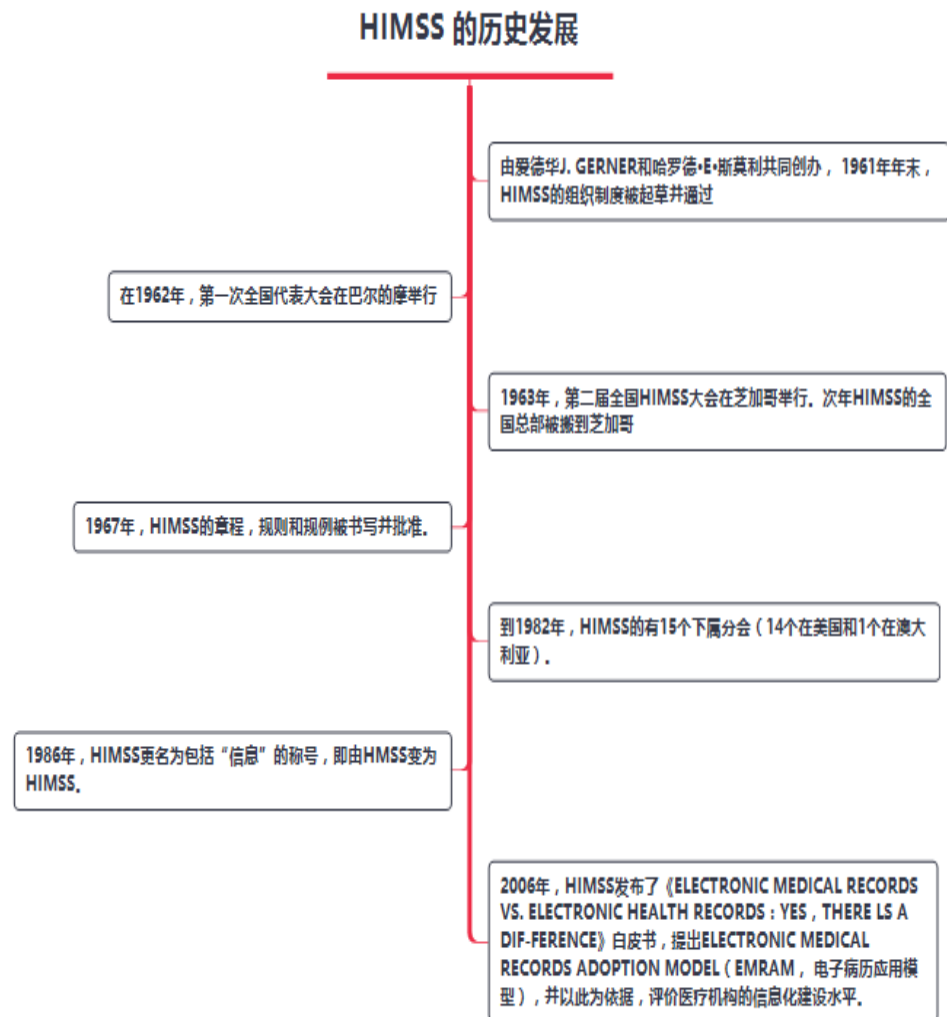 HIMSS 的历史发展
由爱德华J. GERNER和哈罗德•E•斯莫利共同创办， 1961年年末，
HIMSS的组织制度被起草并通过
在1962年，第一次全国代表大会在巴尔的摩举行
1963年，第二届全国HIMSS大会在芝加哥举行。次年HIMSS的全
国总部被搬到芝加哥
1967年，HIMSS的章程，规则和规例被书写并批准。
到1982年，HIMSS的有15个下属分会（14个在美国和1个在澳大
利亚）。
1986年，HIMSS更名为包括“信息”的称号，即由HMSS变为
HIMSS。
2006年，HIMSS发布了《ELECTRONIC MEDICAL RECORDS
VS. ELECTRONIC HEALTH RECORDS：YES，THERE LS A
DIF-FERENCE》白皮书，提出ELECTRONIC MEDICAL
RECORDS ADOPTION MODEL（EMRAM， 电子病历应用模
型），并以此为依据，评价医疗机构的信息化建设水平。